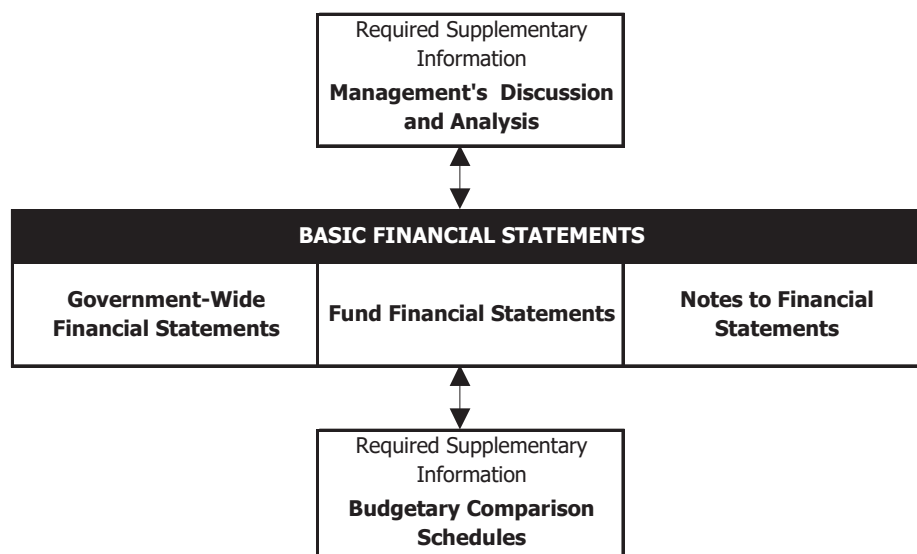 Required Supplementary
Information
Management's Discussion
and Analysis
BASIC FINANCIAL STATEMENTS
Government-Wide
Financial Statements
Fund Financial Statements
Notes to Financial
Statements
Required Supplementary
Information
Budgetary Comparison
Schedules